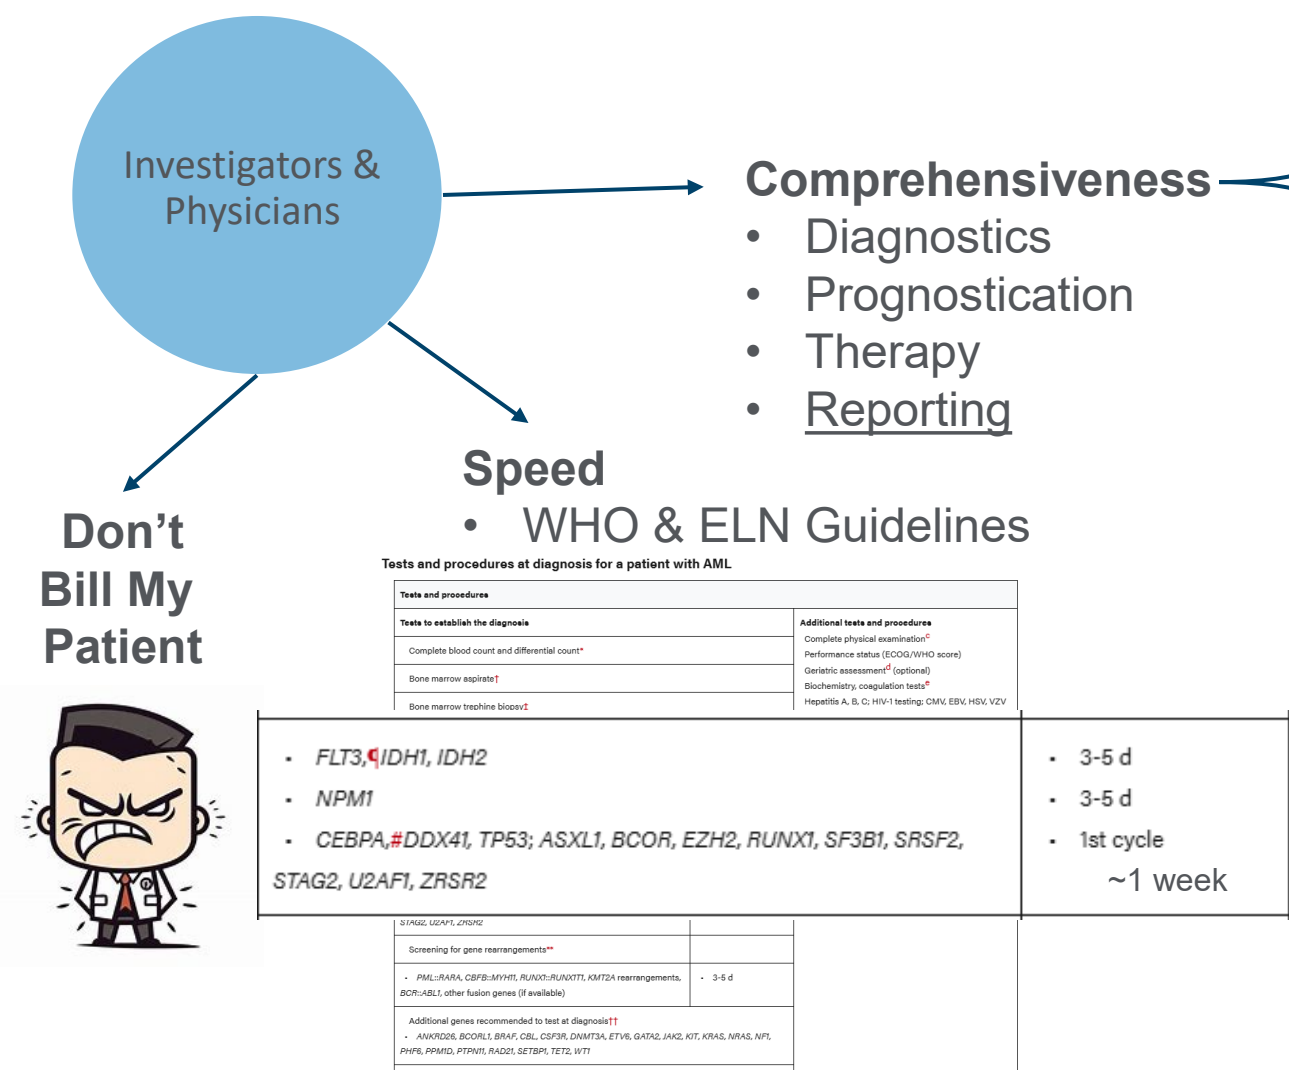 Investigators &
Physicians
Comprehensiveness
• Diagnostics
• Prognostication
• Therapy
• Reporting
Speed
• WHO & ELN Guidelines
Don't
Bill My
Patient
Tests and procedures at diagnosis for a patient with AML
Tests and procedures
Tests to establish the diagnosis
Complete blood count and differential count*
Bone marrow aspirate†
Bone marrow trephine biopsy‡
Additional tests and procedures
Complete physical examination^c
Performance status (ECOG/WHO score)
Geriatric assessment^d (optional)
Biochemistry, coagulation tests^e
Hepatitis A, B, C; HIV-1 testing; CMV, EBV, HSV, VZV
• FLT3,¶IDH1, IDH2
• 3-5 d
• NPM1
• 3-5 d
• CEBPA,#DDX41, TP53; ASXL1, BCOR, EZH2, RUNX1, SF3B1, SRSF2,
STAG2, U2AF1, ZRSR2
• 1st cycle
~1 week
STAG2, U2AF1, ZRSR2
Screening for gene rearrangements**
• PML::RARA, CBFB::MYH11, RUNX1::RUNX1T1, KMT2A rearrangements,
BCR::ABL1, other fusion genes (if available)
• 3-5 d
Additional genes recommended to test at diagnosis††
• ANKRD26, BCORL1, BRAF, CBL, CSF3R, DNMT3A, ETV6, GATA2, JAK2, KIT, KRAS, NRAS, NF1,
PHF6, PPM1D, PTPN11, RAD21, SETBP1, TET2, WT1